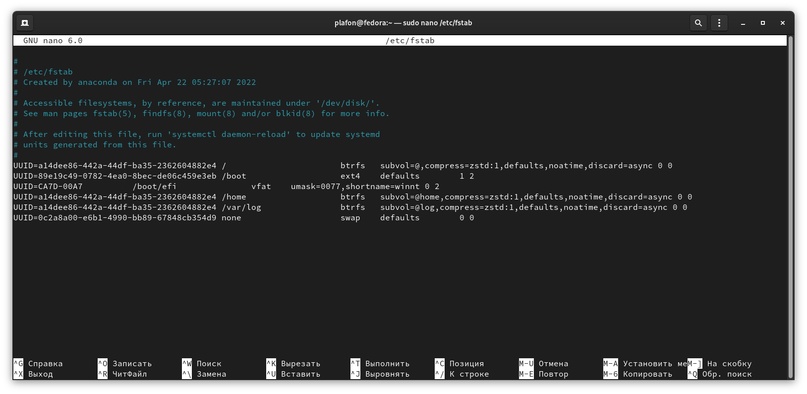 plafon@fedora:~ — sudo nano /etc/fstab
GNU nano 6.0 /etc/fstab
#
# /etc/fstab
# Created by anaconda on Fri Apr 22 05:27:07 2022
#
# Accessible filesystems, by reference, are maintained under '/dev/disk/'.
# See man pages fstab(5), findfs(8), mount(8) and/or blkid(8) for more info.
#
# After editing this file, run 'systemctl daemon-reload' to update systemd
# units generated from this file.
#
UUID=a14dee86-442a-44df-ba35-2362604882e4 / btrfs subvol=@,compress=zstd:1,defaults,noatime,discard=async 0 0
UUID=89e19c49-0782-4ea0-8bec-de06c459e3eb /boot ext4 defaults 1 2
UUID=CA7D-00A7 /boot/efi vfat umask=0077,shortname=winnt 0 2
UUID=a14dee86-442a-44df-ba35-2362604882e4 /home btrfs subvol=@home,compress=zstd:1,defaults,noatime,discard=async 0 0
UUID=a14dee86-442a-44df-ba35-2362604882e4 /var/log btrfs subvol=@log,compress=zstd:1,defaults,noatime,discard=async 0 0
UUID=0c2a8a00-e6b1-4990-bb89-67848cb354d9 none swap defaults 0 0
^G Справка ^O Записать ^W Поиск ^K Вырезать ^T Выполнить ^C Позиция M-U Отмена M-A Установить меM-] На скобку
^X Выход ^R ЧитФайл ^\ Замена ^U Вставить ^J Выровнять ^/ К строке M-E Повтор M-6 Копировать ^Q Обр. поиск